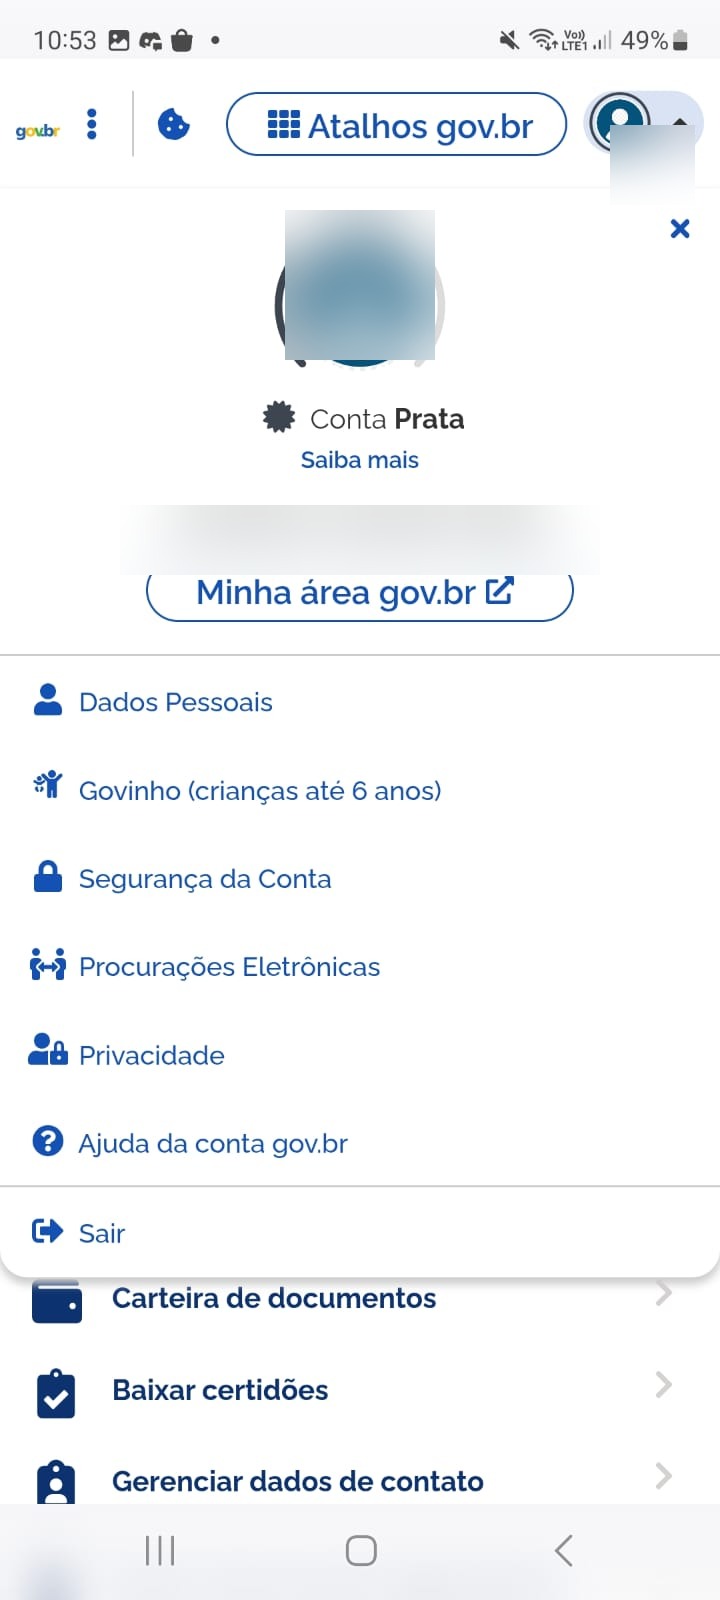 10:53
Vo)) LTE1 49%
gov.br
Atalhos gov.br
Conta Prata
Saiba mais
Minha área gov.br
Dados Pessoais
Govinho (crianças até 6 anos)
Segurança da Conta
Procurações Eletrônicas
Privacidade
Ajuda da conta gov.br
Sair
Carteira de documentos
Baixar certidões
Gerenciar dados de contato